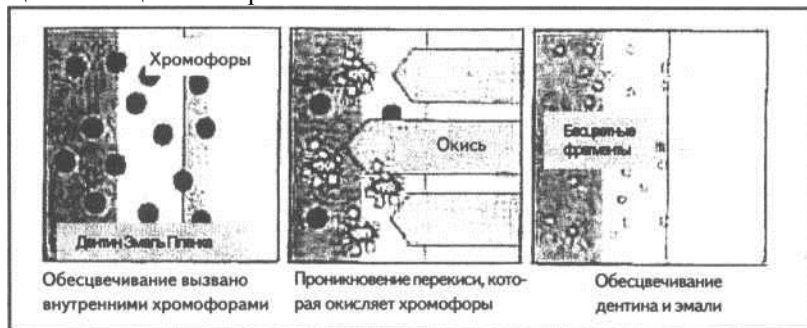 Хромофоры
Дентин Эмаль Пленка
Обесцвечивание вызвано
внутренними хромофорами
Окись
Проникновение перекиси, кото-
рая окисляет хромофоры
Бесцветные
фрагменты
Обесцвечивание
дентина и эмали